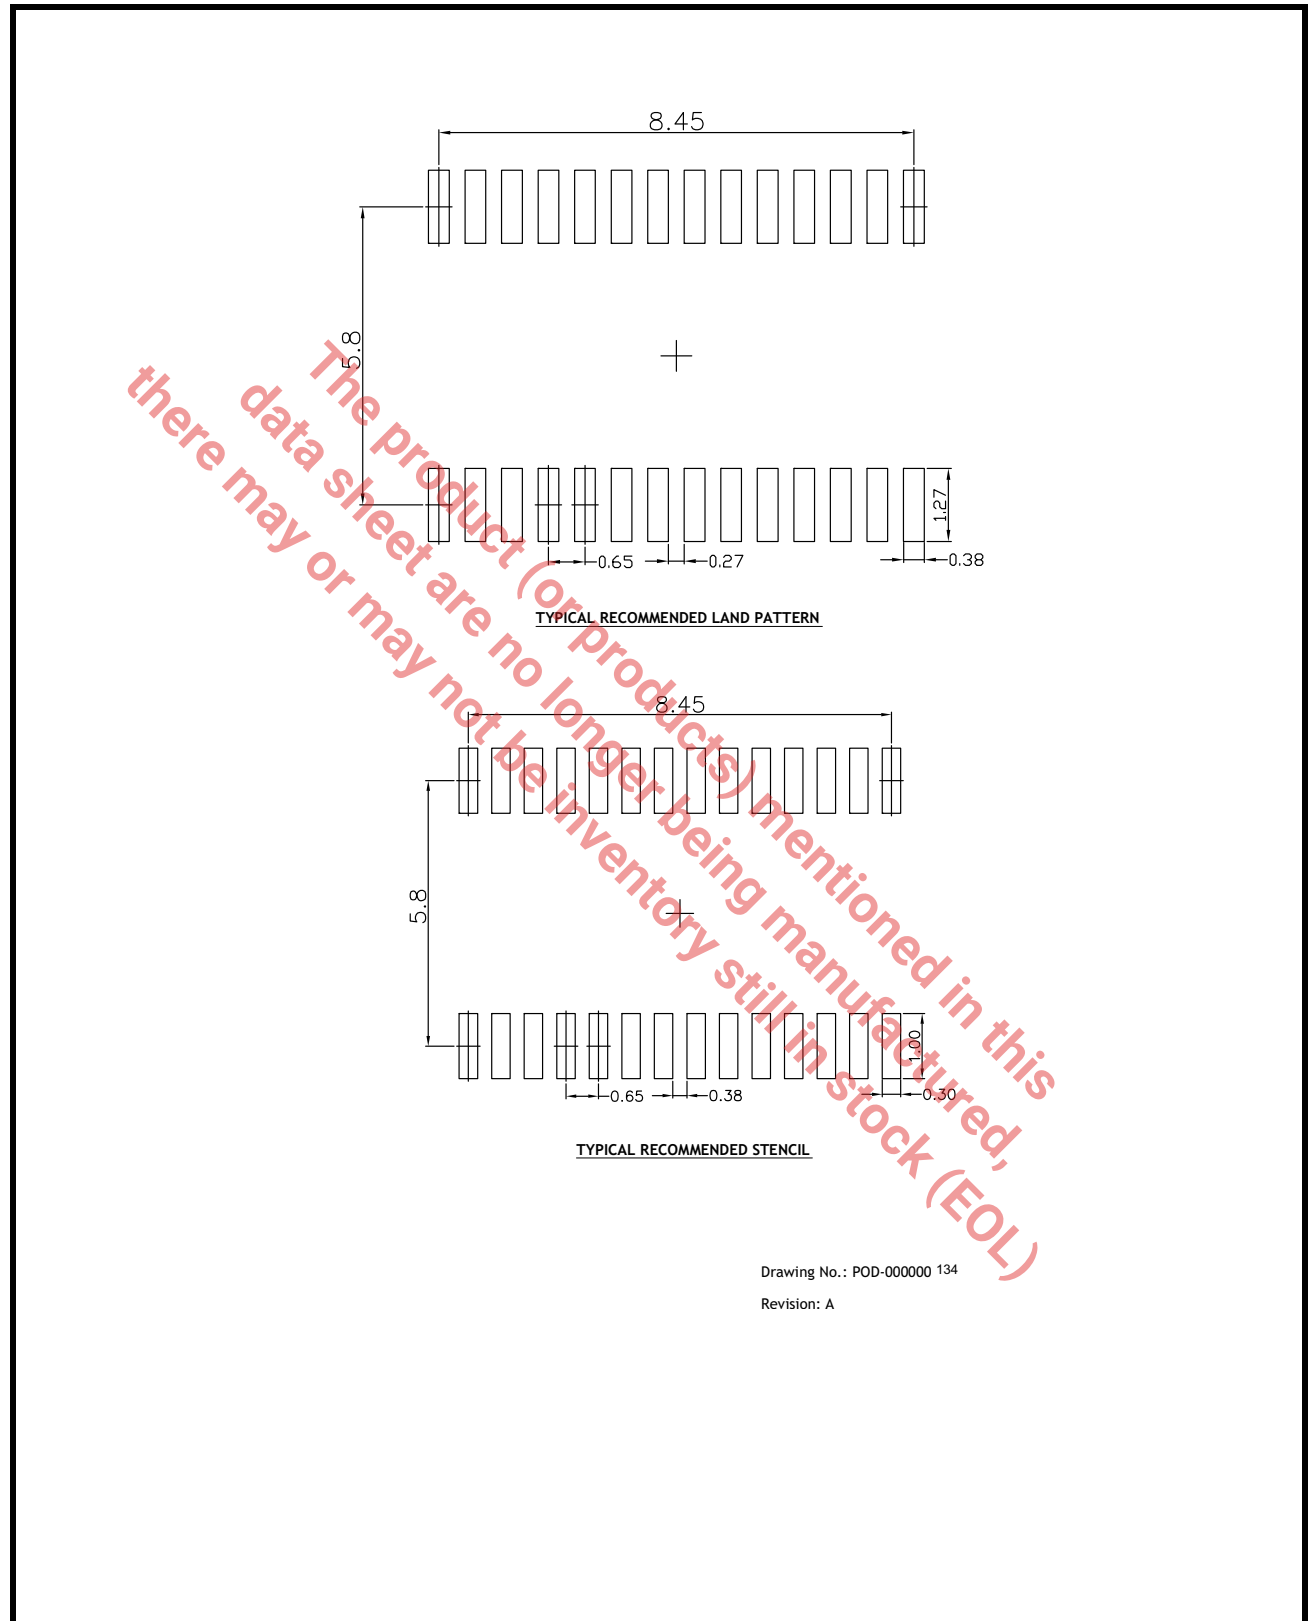 8.45
5.8
1.27
0.65
0.27
0.38
TYPICAL RECOMMENDED LAND PATTERN
8.45
5.8
1.00
0.65
0.38
0.30
TYPICAL RECOMMENDED STENCIL
Drawing No.: POD-000000 134
Revision: A
The product (or products) mentioned in this
data sheet are no longer being manufactured,
there may or may not be inventory still in stock (EOL)